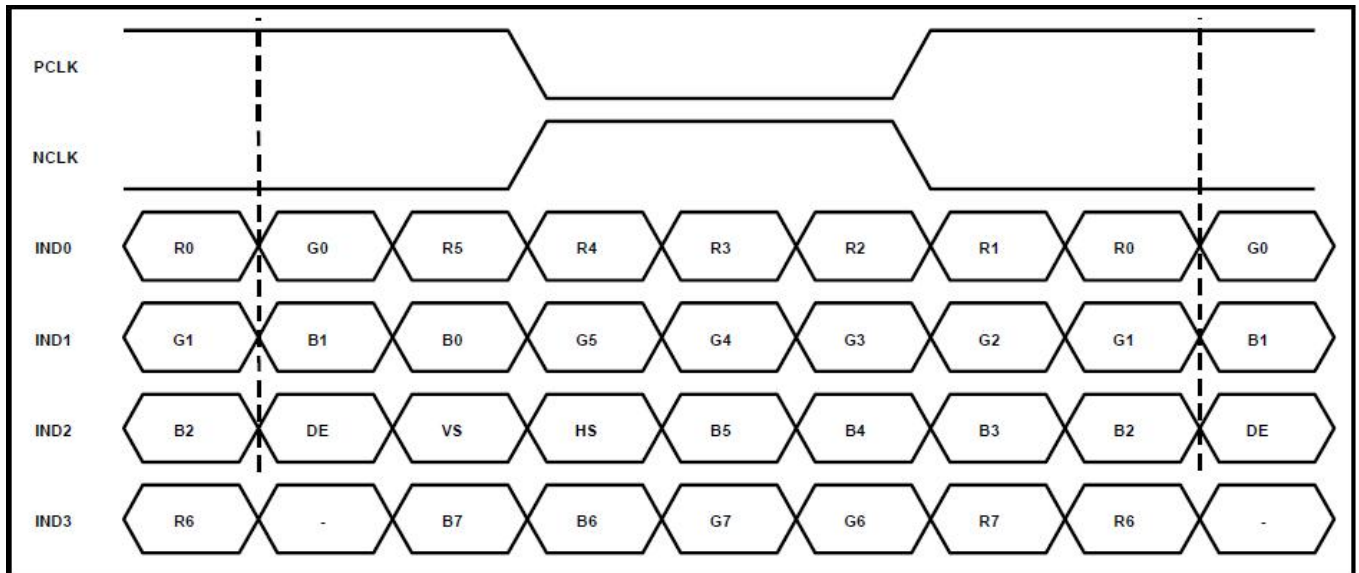 PCLK
NCLK
IND0 R0 G0 R5 R4 R3 R2 R1 R0 G0
IND1 G1 B1 B0 G5 G4 G3 G2 G1 B1
IND2 B2 DE VS HS B5 B4 B3 B2 DE
IND3 R6 - B7 B6 G7 G6 R7 R6 -